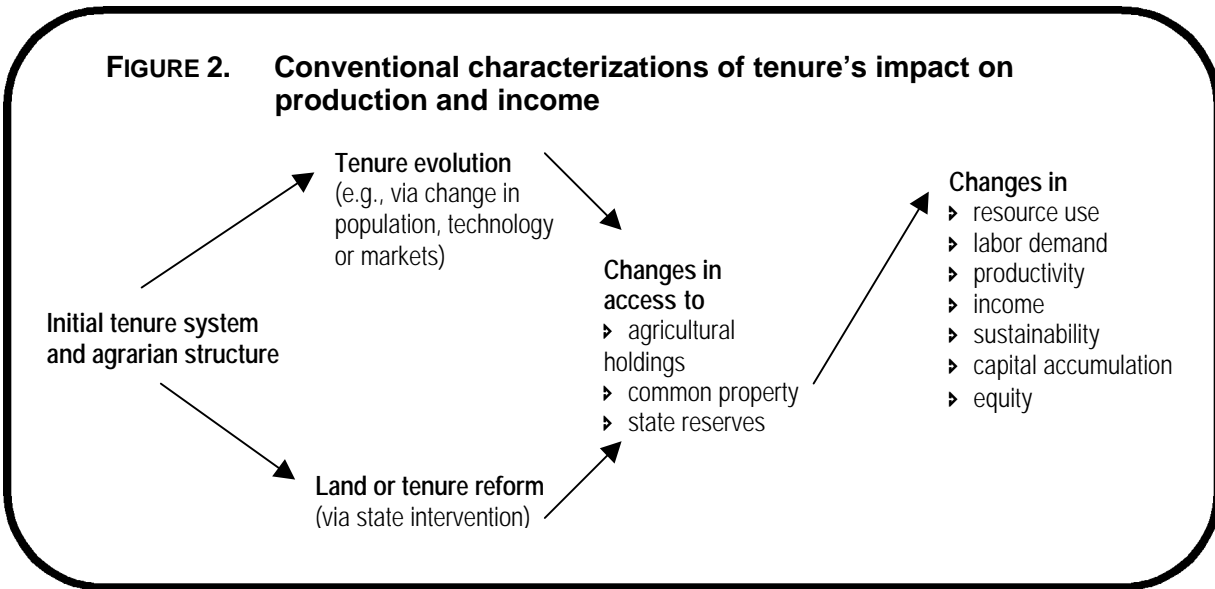 FIGURE 2. Conventional characterizations of tenure's impact on
production and income
Tenure evolution
(e.g., via change in
population, technology
or markets)
Initial tenure system
and agrarian structure
Land or tenure reform
(via state intervention)
Changes in
access to
agricultural
holdings
common property
state reserves
Changes in
resource use
labor demand
productivity
income
sustainability
capital accumulation
equity